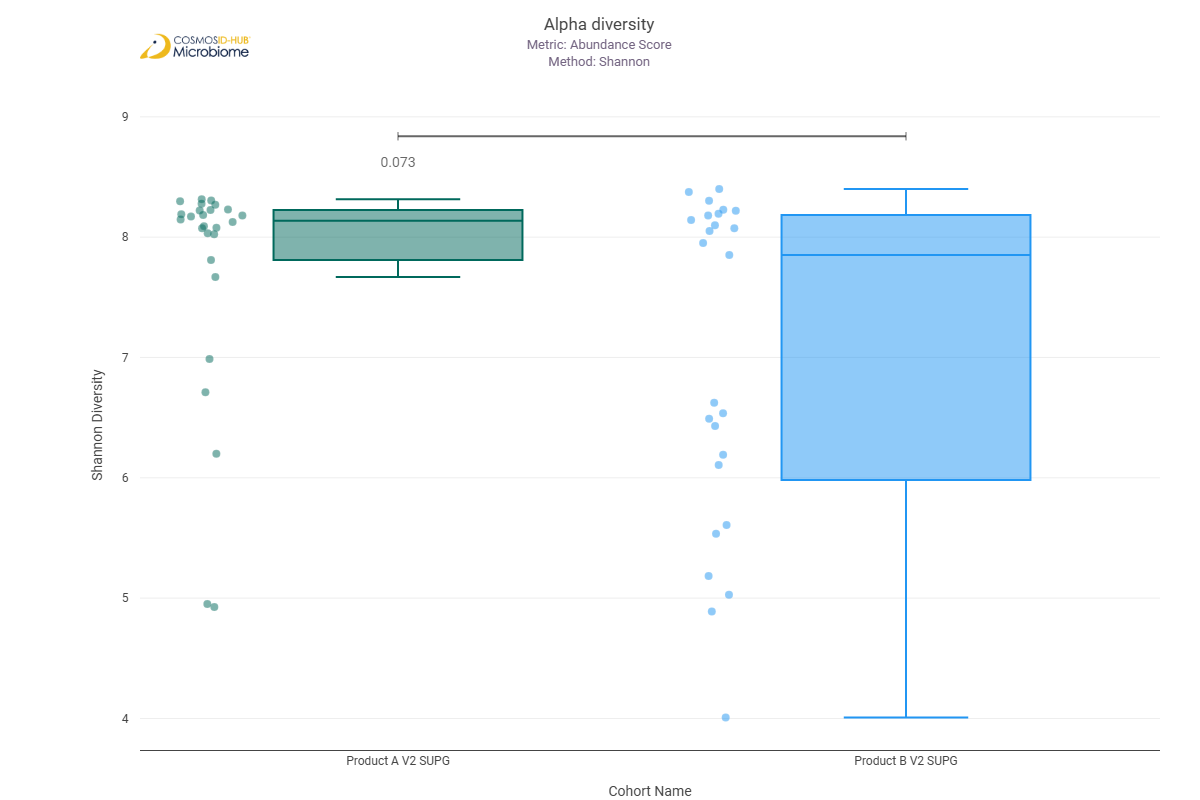 Alpha diversity
Metric: Abundance Score
Method: Shannon
COSMOSID-HUB
Microbiome
9
0.073
8
7
6
5
4
Shannon Diversity
Product A V2 SUPG
Product B V2 SUPG
Cohort Name